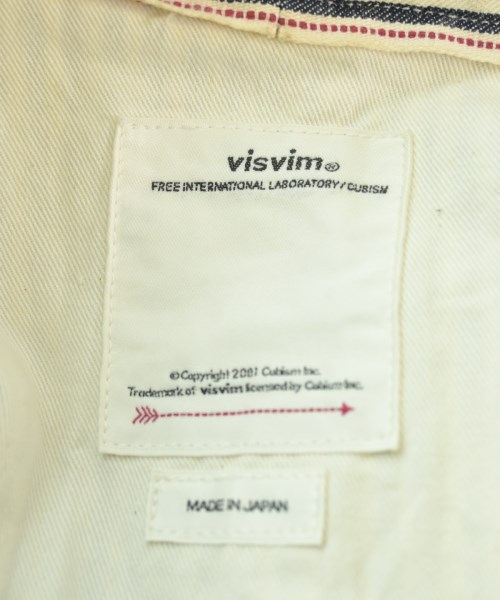 visvim®
FREE INTERNATIONAL LABORATORY / CUBISM
© Copyright 2001 Cubism Inc.
Trademark of visvim licensed by Cubism Inc.
MADE IN JAPAN